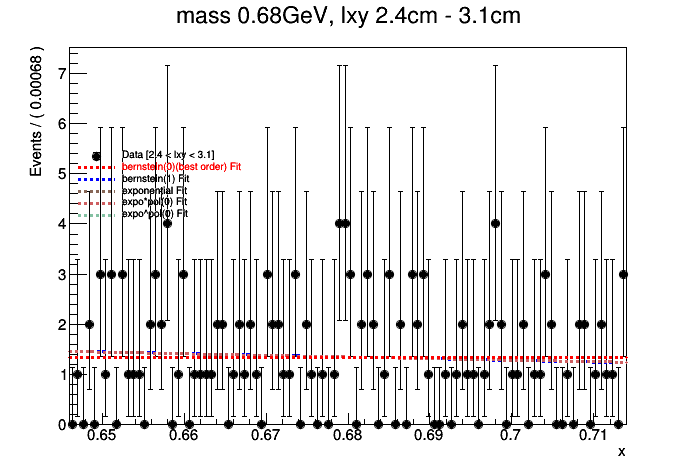 mass 0.68GeV, lxy 2.4cm - 3.1cm
Events / ( 0.00068 )
7
6
5
4
3
2
1
0
Data [2.4 < lxy < 3.1]
bernstein(0)(best order) Fit
bernstein(1) Fit
exponential Fit
expo*pol(0) Fit
expo^pol(0) Fit
0.65 0.66 0.67 0.68 0.69 0.7 0.71
x